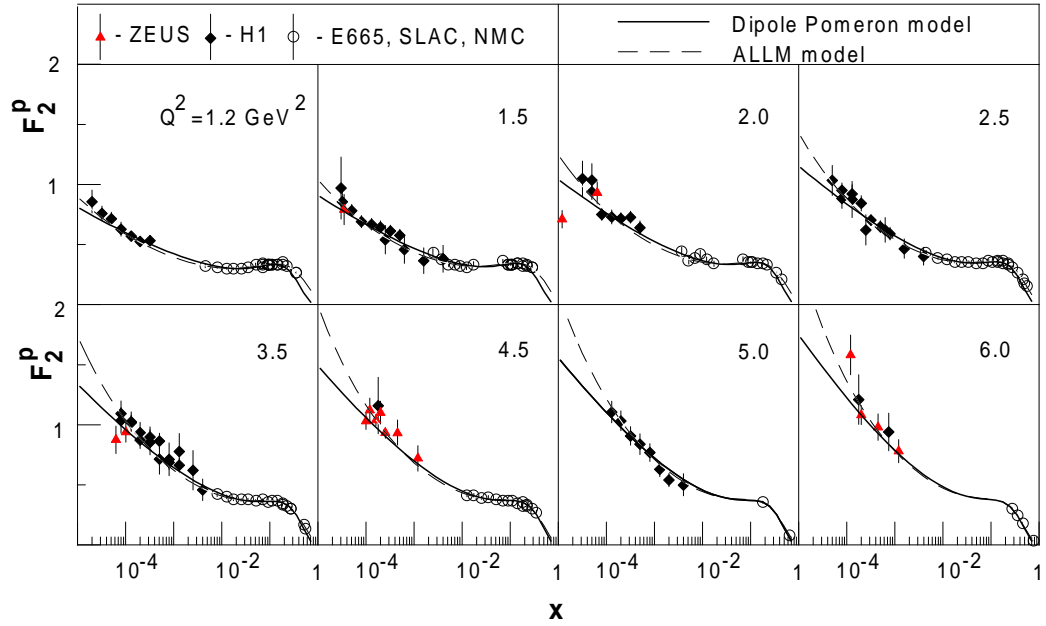 - ZEUS - H1 - E665, SLAC, NMC
Dipole Pomeron model
ALLM model
2
1
F₂ᵖ
Q² =1.2 GeV²
1.5
2.0
2.5
2
1
F₂ᵖ
3.5
4.5
5.0
6.0
10⁻⁴ 10⁻² 1 10⁻⁴ 10⁻² 1 10⁻⁴ 10⁻² 1 10⁻⁴ 10⁻² 1
x